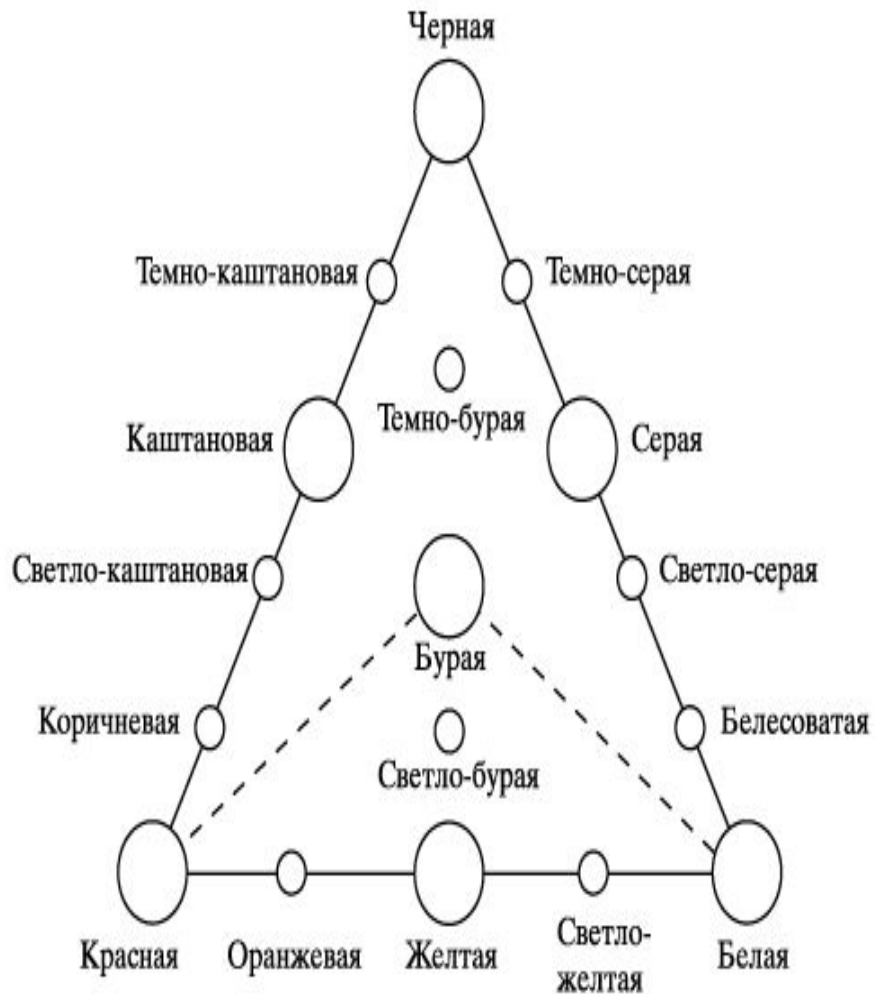 Черная
Темно-каштановая
Темно-серая
Темно-бурая
Каштановая
Серая
Светло-каштановая
Светло-серая
Бурая
Коричневая
Белесоватая
Светло-бурая
Красная
Оранжевая
Желтая
Светло-
желтая
Белая